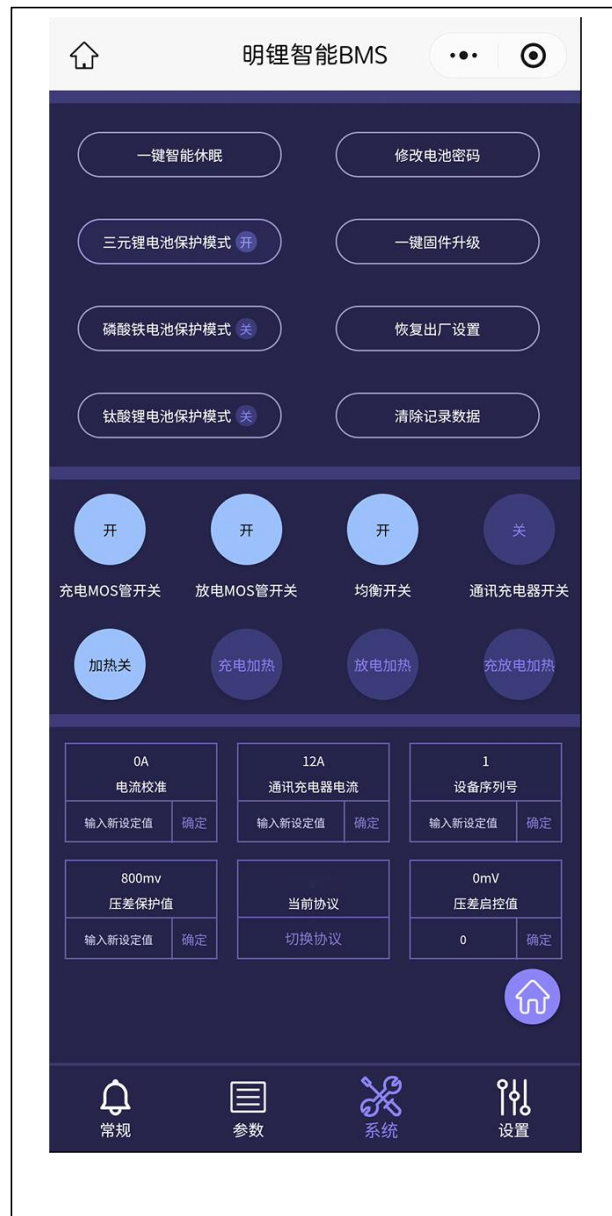 明锂智能BMS
一键智能休眠
修改电池密码
三元锂电池保护模式 开
一键固件升级
磷酸铁电池保护模式 关
恢复出厂设置
钛酸锂电池保护模式 关
清除记录数据
开 开 开 关
充电MOS管开关 放电MOS管开关 均衡开关 通讯充电器开关
加热关 充电加热 放电加热 充放电加热
0A 12A 1
电流校准 通讯充电器电流 设备序列号
输入新设定值 确定 输入新设定值 确定 输入新设定值 确定
800mv 0mV
压差保护值 当前协议 压差启控值
输入新设定值 确定 切换协议 0 确定
常规 参数 系统 设置